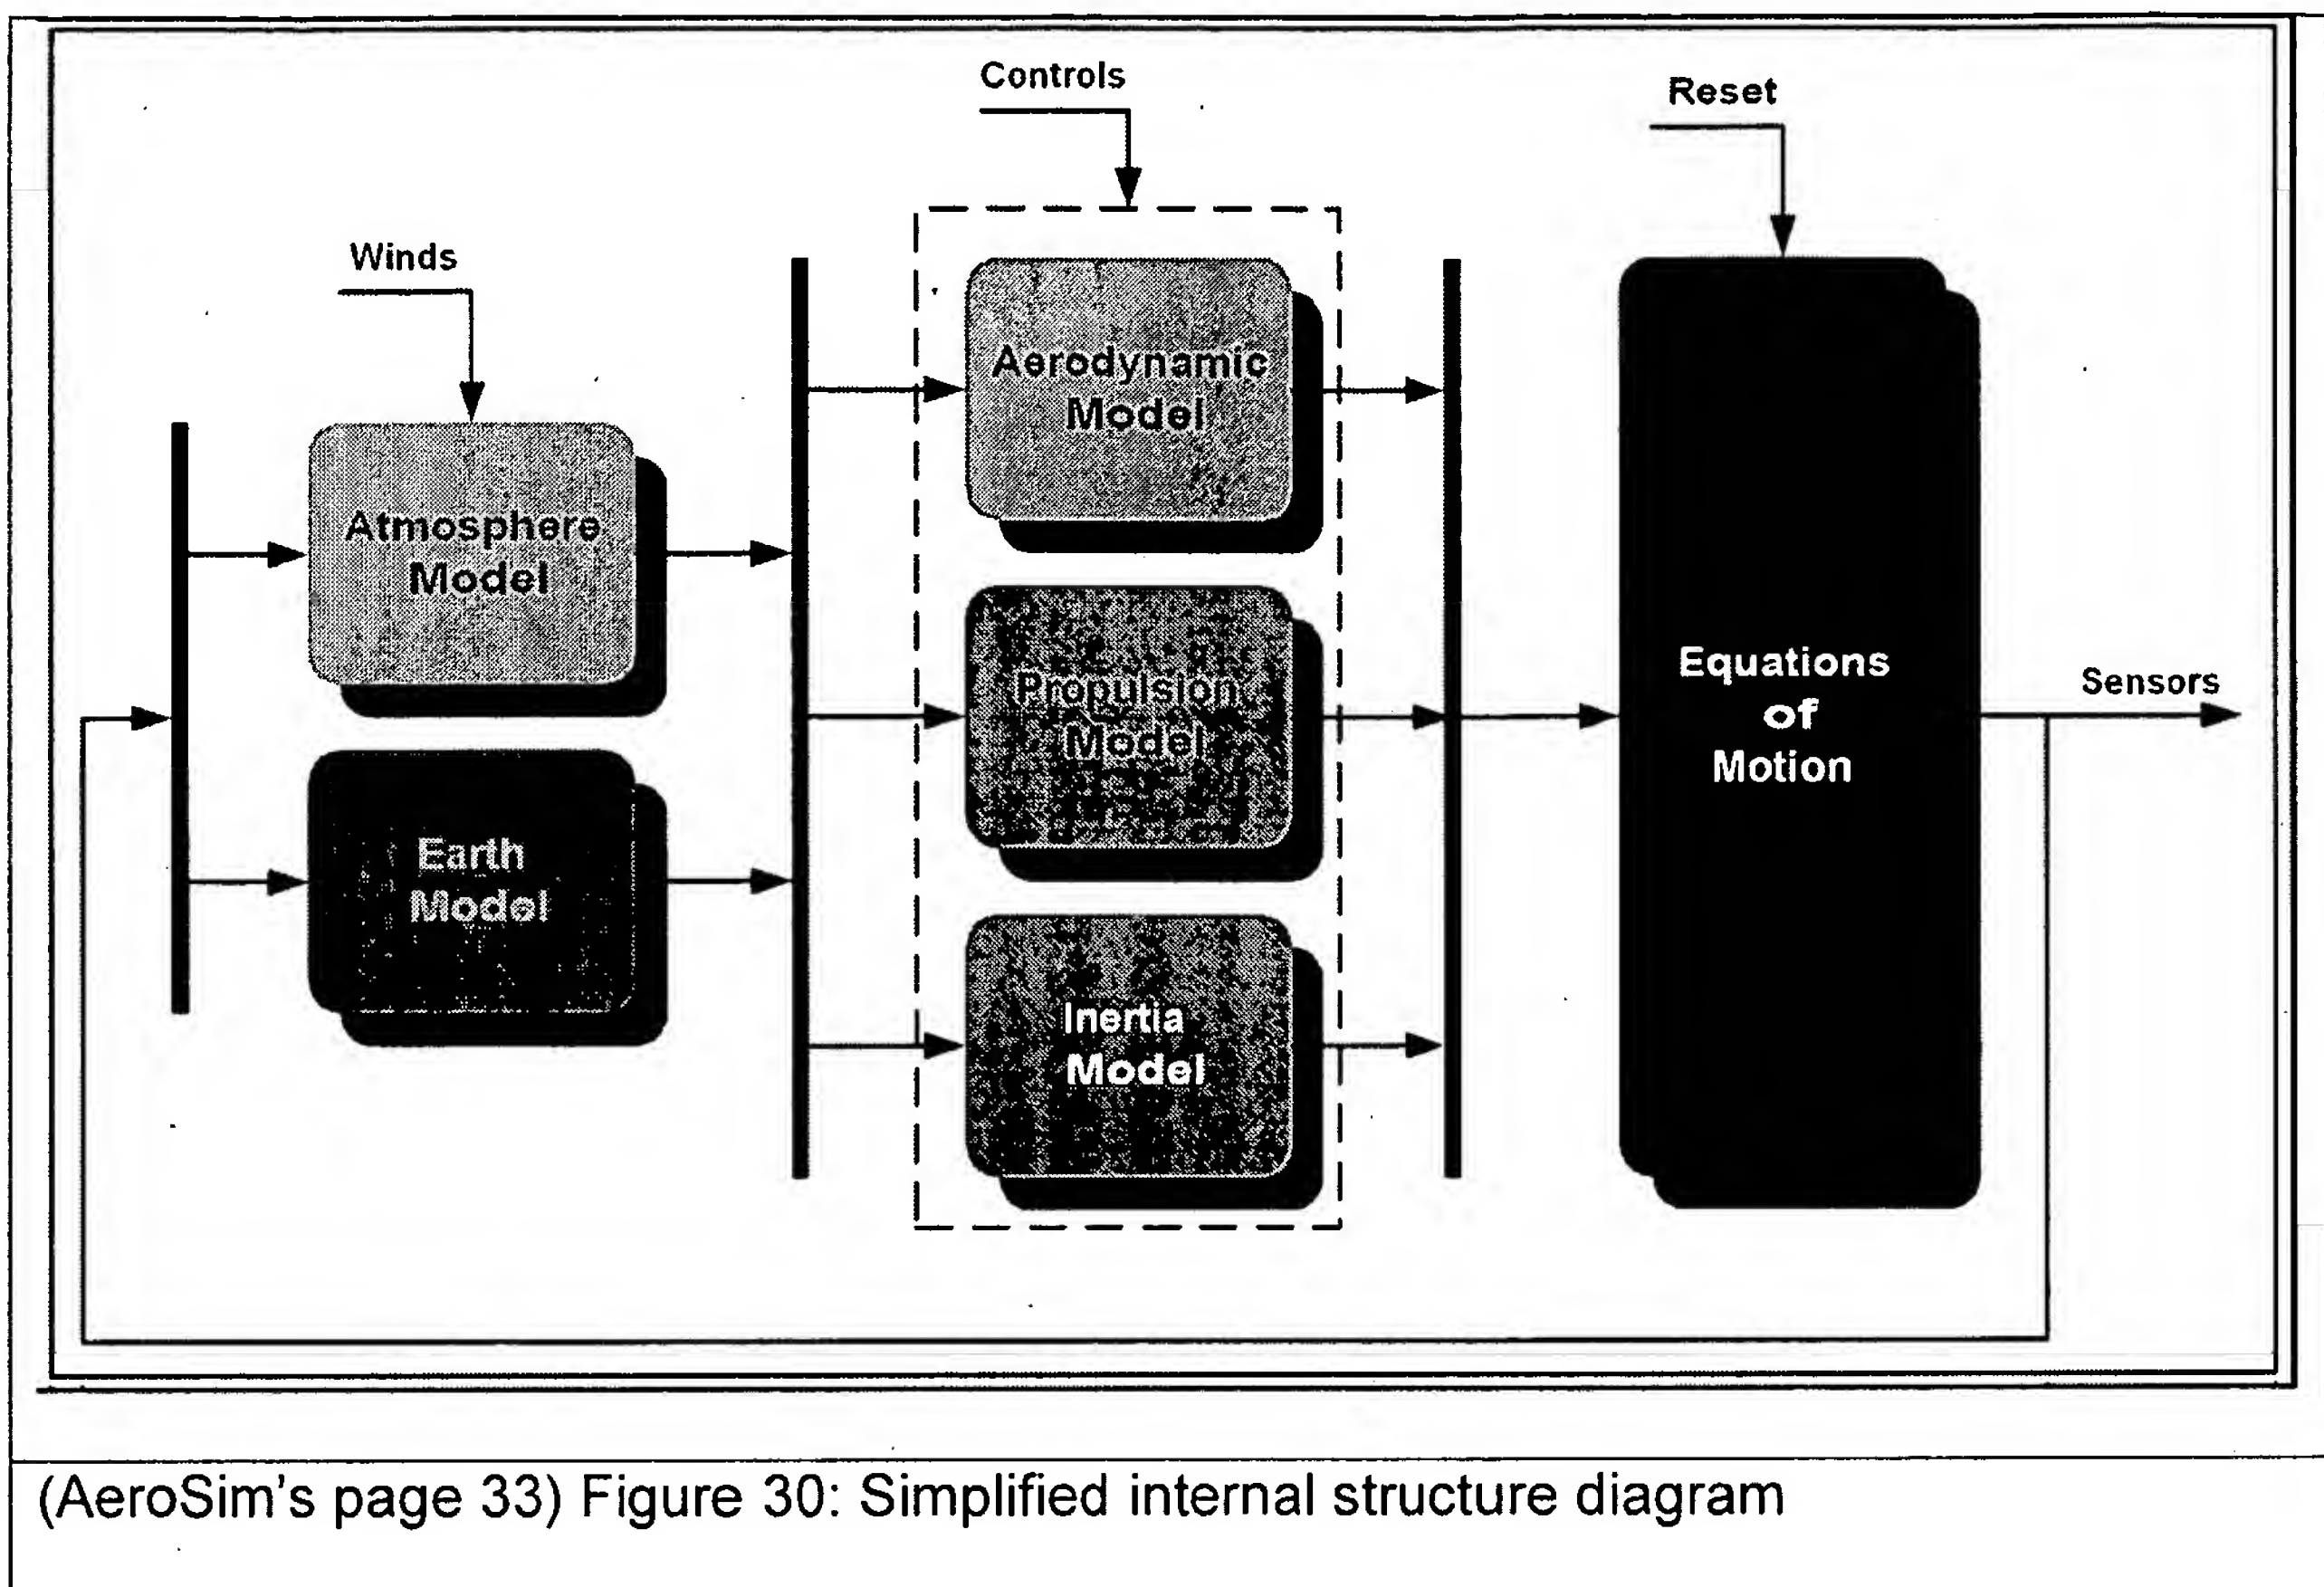 Controls
Reset
Winds
Aerodynamic
Model
Atmosphere
Model
Propulsion
Model
Equations
of
Motion
Sensors
Earth
Model
Inertia
Model
(AeroSim's page 33) Figure 30: Simplified internal structure diagram